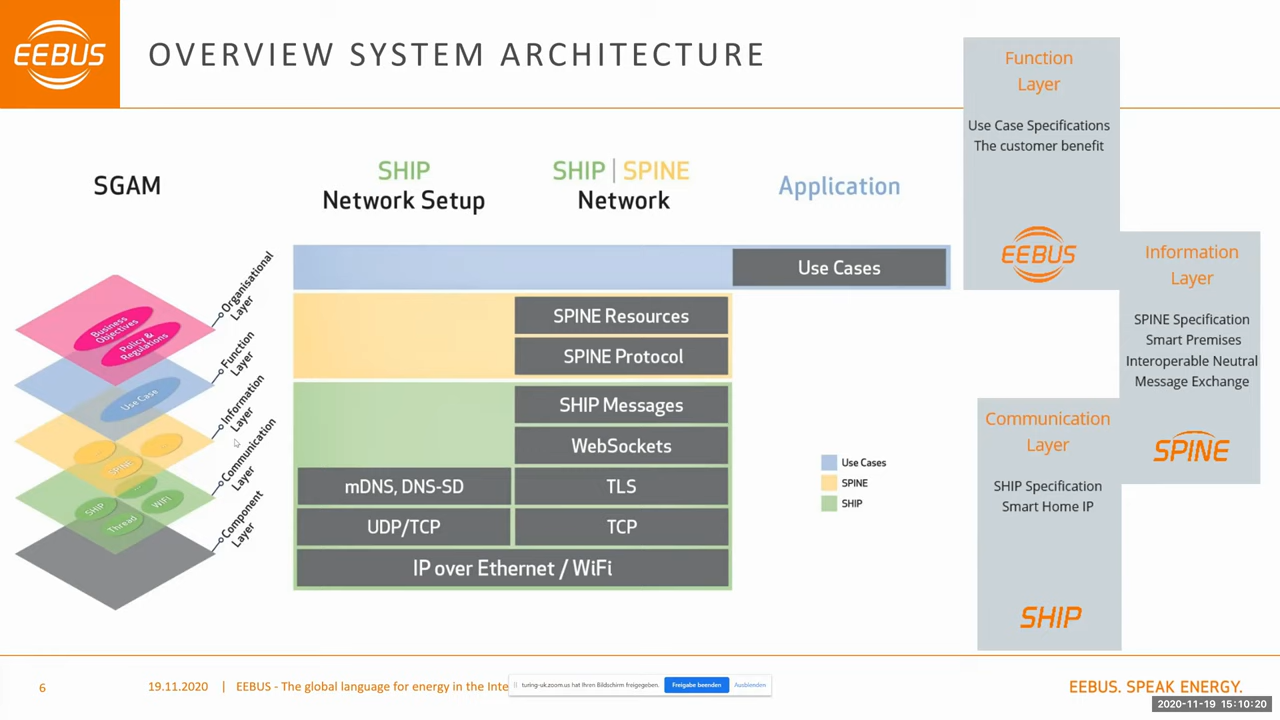 EEBUS
OVERVIEW SYSTEM ARCHITECTURE
SGAM
SHIP
Network Setup
SHIP | SPINE
Network
Application
Organisational
Layer
Function
Layer
Information
Layer
Communication
Layer
Component
Layer
Business
Objectives
Policy &
Regulations
Use Case
SPINE
SHIP
WiFi
Thread
Use Cases
SPINE Resources
SPINE Protocol
SHIP Messages
WebSockets
mDNS, DNS-SD
TLS
UDP/TCP
TCP
IP over Ethernet / WiFi
Use Cases
SPINE
SHIP
Function
Layer
Use Case Specifications
The customer benefit
EEBUS
Information
Layer
SPINE Specification
Smart Premises
Interoperable Neutral
Message Exchange
SPINE
Communication
Layer
SHIP Specification
Smart Home IP
SHIP
6
19.11.2020 | EEBUS - The global language for energy in the Inte
turing-uk.zoom.us hat Ihren Bildschirm freigegeben.
Freigabe beenden
Ausblenden
EEBUS. SPEAK ENERGY.
2020-11-19 15:10:20